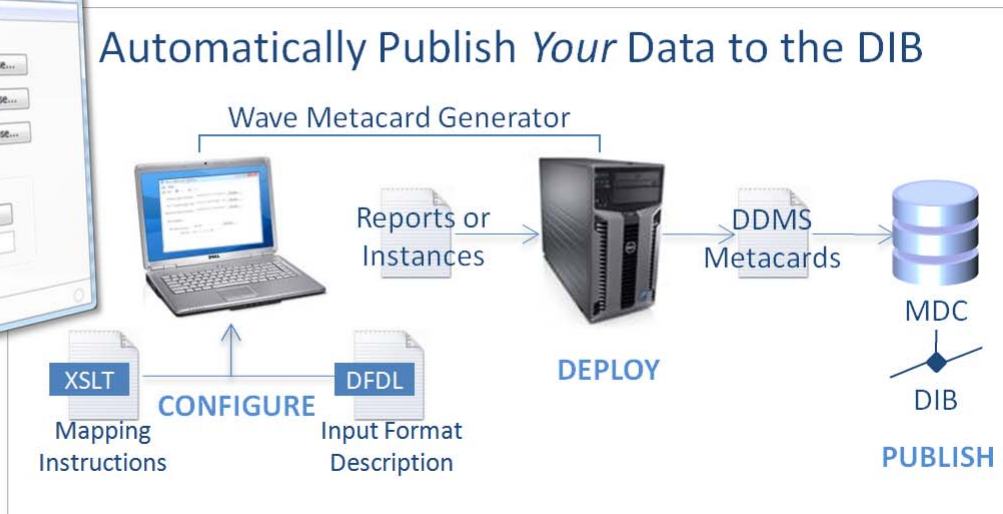 Automatically Publish Your Data to the DIB
Wave Metacard Generator
Reports or
Instances
DDMS
Metacards
MDC
DIB
PUBLISH
DEPLOY
XSLT
CONFIGURE
DFDL
Mapping
Instructions
Input Format
Description